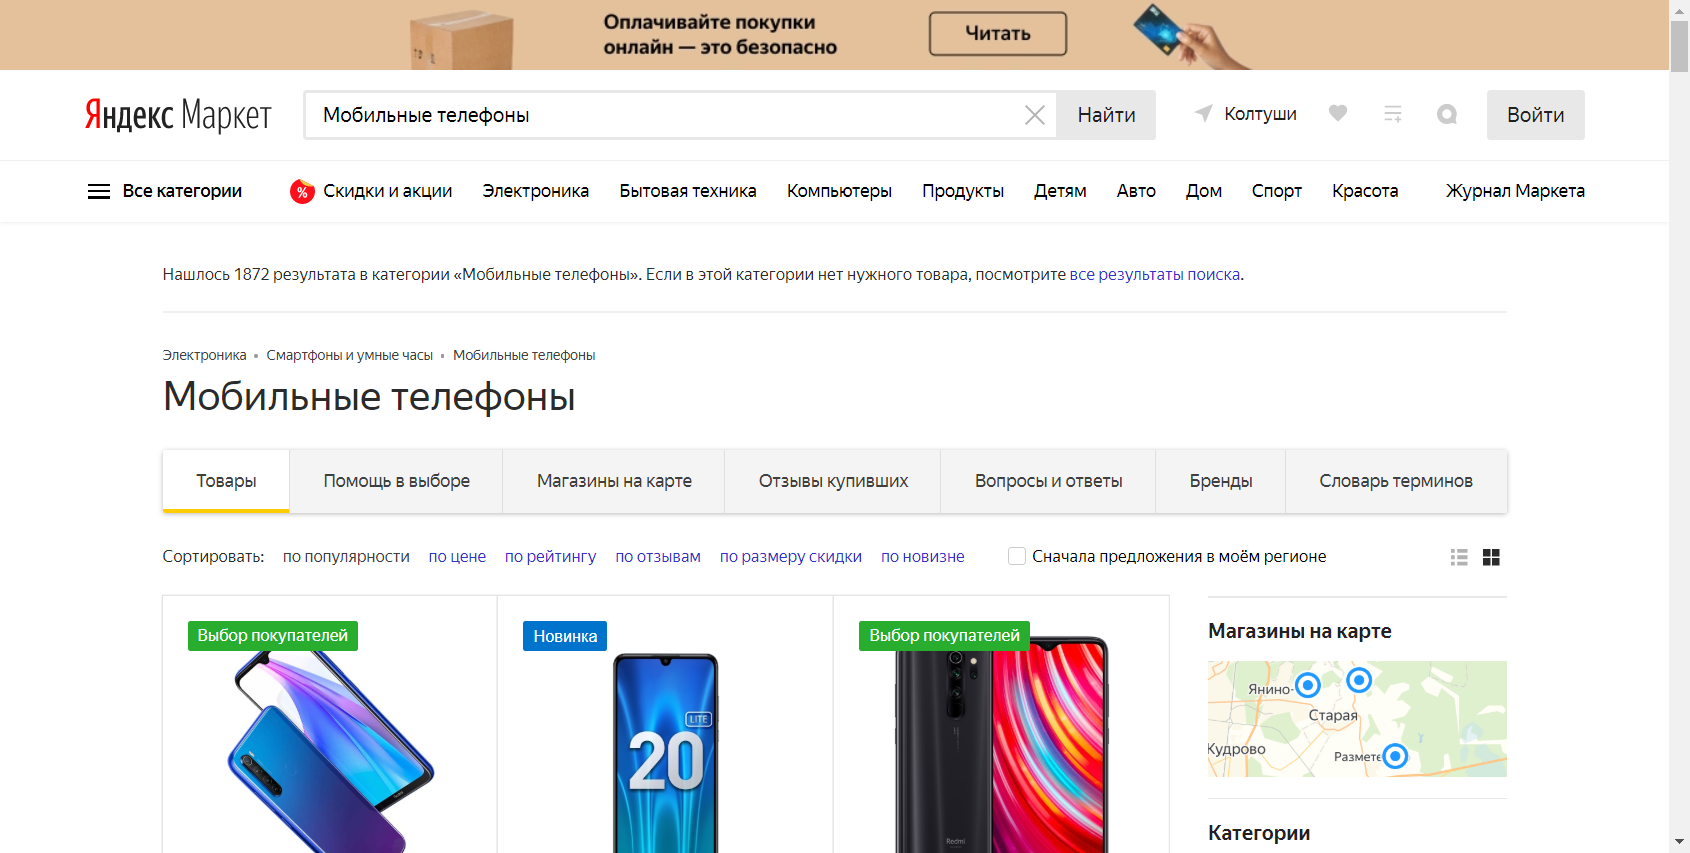 Оплачивайте покупки
онлайн — это безопасно
Читать
Яндекс Маркет
Мобильные телефоны
Найти
Колтуши
Войти
Все категории
% Скидки и акции
Электроника
Бытовая техника
Компьютеры
Продукты
Детям
Авто
Дом
Спорт
Красота
Журнал Маркета
Нашлось 1872 результата в категории «Мобильные телефоны». Если в этой категории нет нужного товара, посмотрите все результаты поиска.
Электроника • Смартфоны и умные часы • Мобильные телефоны
Мобильные телефоны
Товары
Помощь в выборе
Магазины на карте
Отзывы купивших
Вопросы и ответы
Бренды
Словарь терминов
Сортировать: по популярности по цене по рейтингу по отзывам по размеру скидки по новизне
Сначала предложения в моём регионе
Выбор покупателей
Новинка
LITE
20
Выбор покупателей
Redmi
Магазины на карте
Янино-
Старая
Кудрово
Размете
Категории